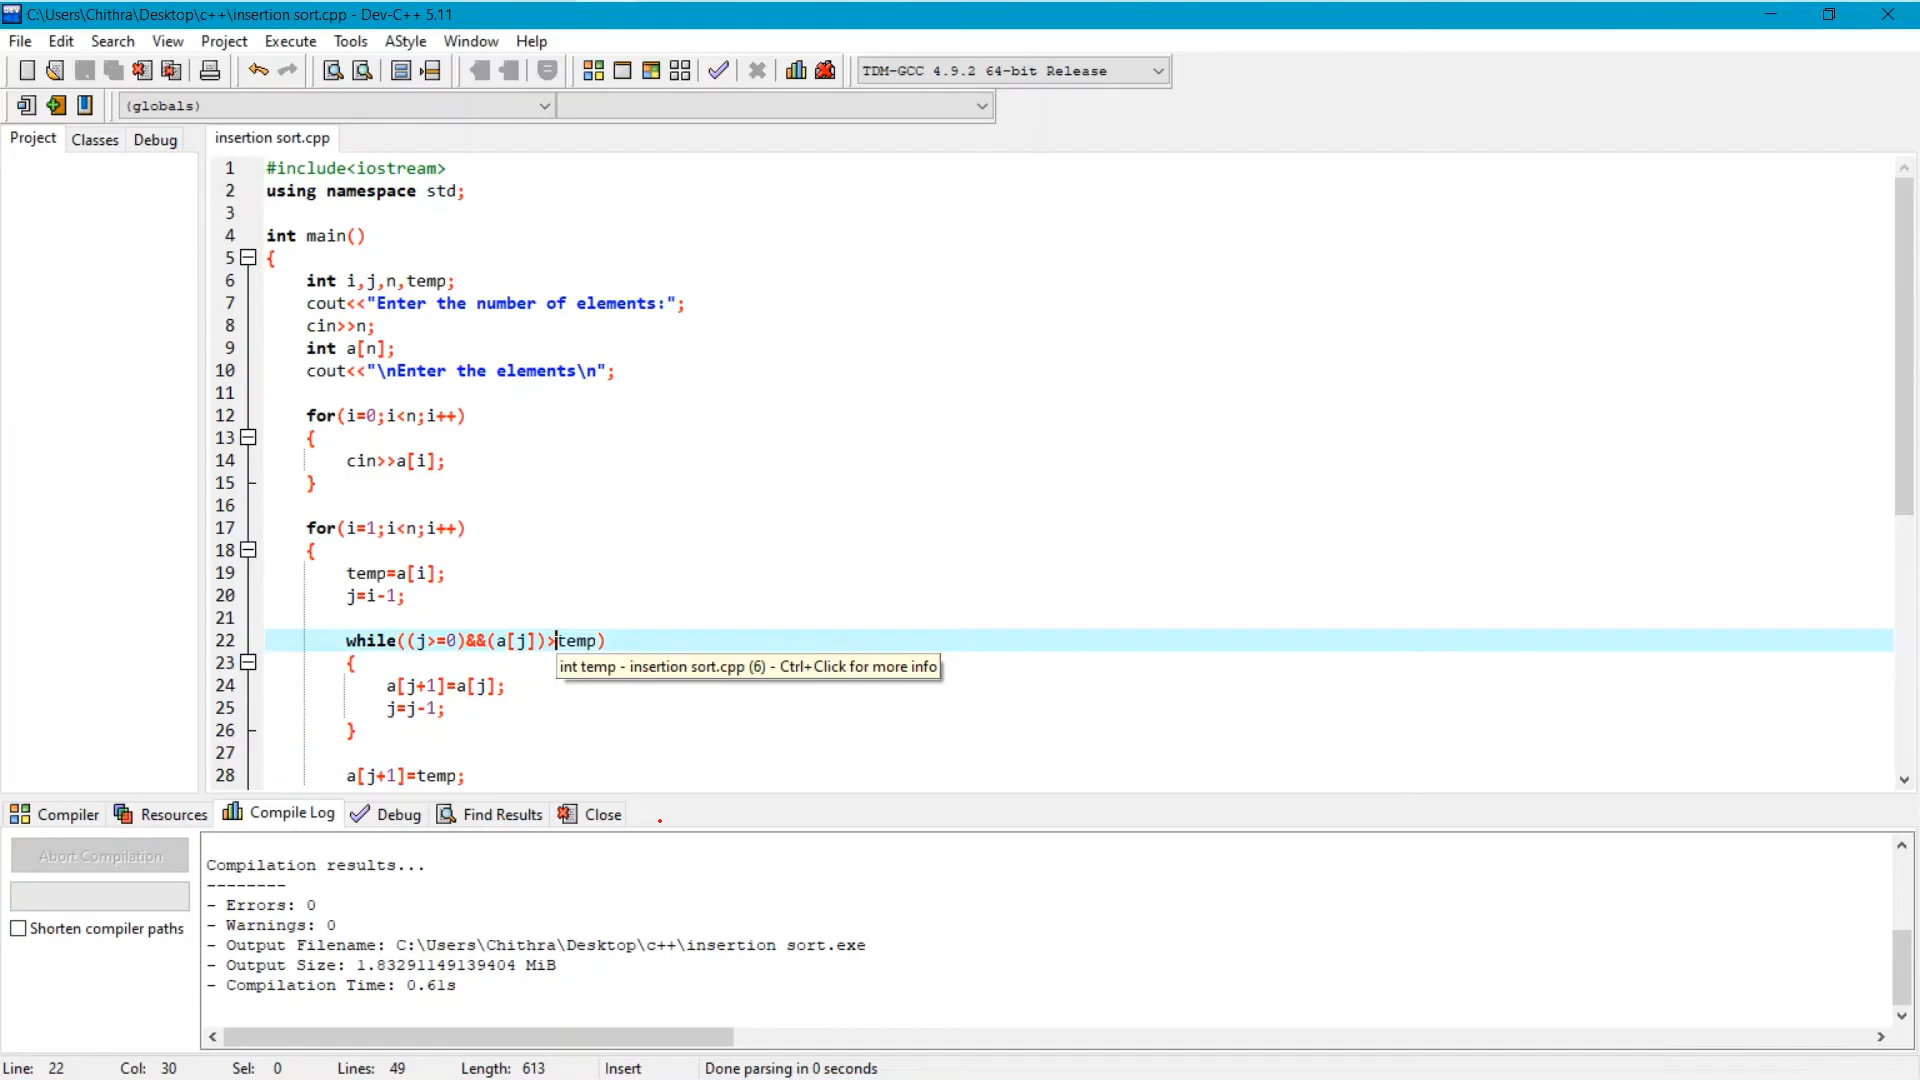 C:\Users\Chithra\Desktop\c++\insertion sort.cpp - Dev-C++ 5.11
File Edit Search View Project Execute Tools AStyle Window Help
TDM-GCC 4.9.2 64-bit Release
(globals)
Project Classes Debug insertion sort.cpp
1 #include<iostream>
2 using namespace std;
3
4 int main()
5 {
6 int i,j,n,temp;
7 cout<<"Enter the number of elements:";
8 cin>>n;
9 int a[n];
10 cout<<"\nEnter the elements\n";
11
12 for(i=0;i<n;i++)
13 {
14 cin>>a[i];
15 }
16
17 for(i=1;i<n;i++)
18 {
19 temp=a[i];
20 j=i-1;
21
22 while((j>=0)&&(a[j])>temp)
23 {
int temp - insertion sort.cpp (6) - Ctrl+Click for more info
24 a[j+1]=a[j];
25 j=j-1;
26 }
27
28 a[j+1]=temp;
Compiler Resources Compile Log Debug Find Results Close
Abort Compilation
Shorten compiler paths
Compilation results...
--------
- Errors: 0
- Warnings: 0
- Output Filename: C:\Users\Chithra\Desktop\c++\insertion sort.exe
- Output Size: 1.83291149139404 MiB
- Compilation Time: 0.61s
Line: 22 Col: 30 Sel: 0 Lines: 49 Length: 613 Insert Done parsing in 0 seconds